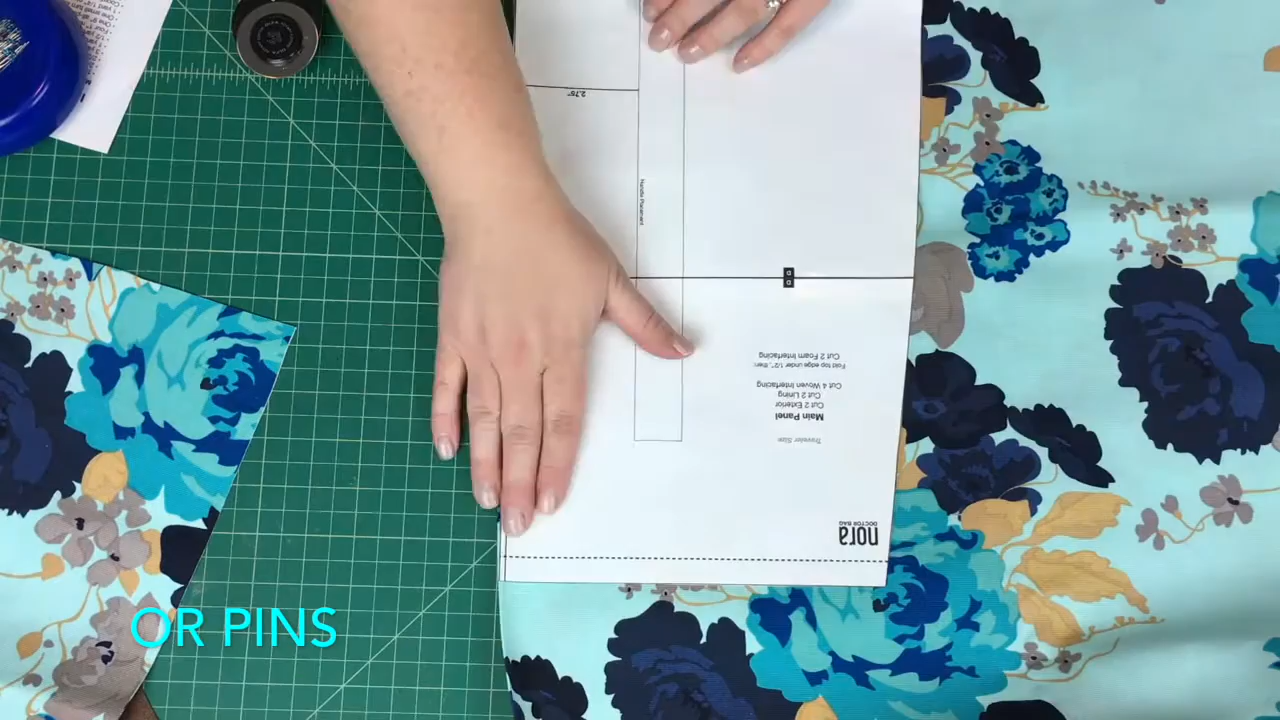 2.75"
Handle Placement
a
a
nora
DOCTOR BAG
Traveler Size
Main Panel
Cut 2 Exterior
Cut 2 Lining
Cut 4 Woven Interfacing
Fold top edge under 1/2", then:
Cut 2 Foam Interfacing
OR PINS